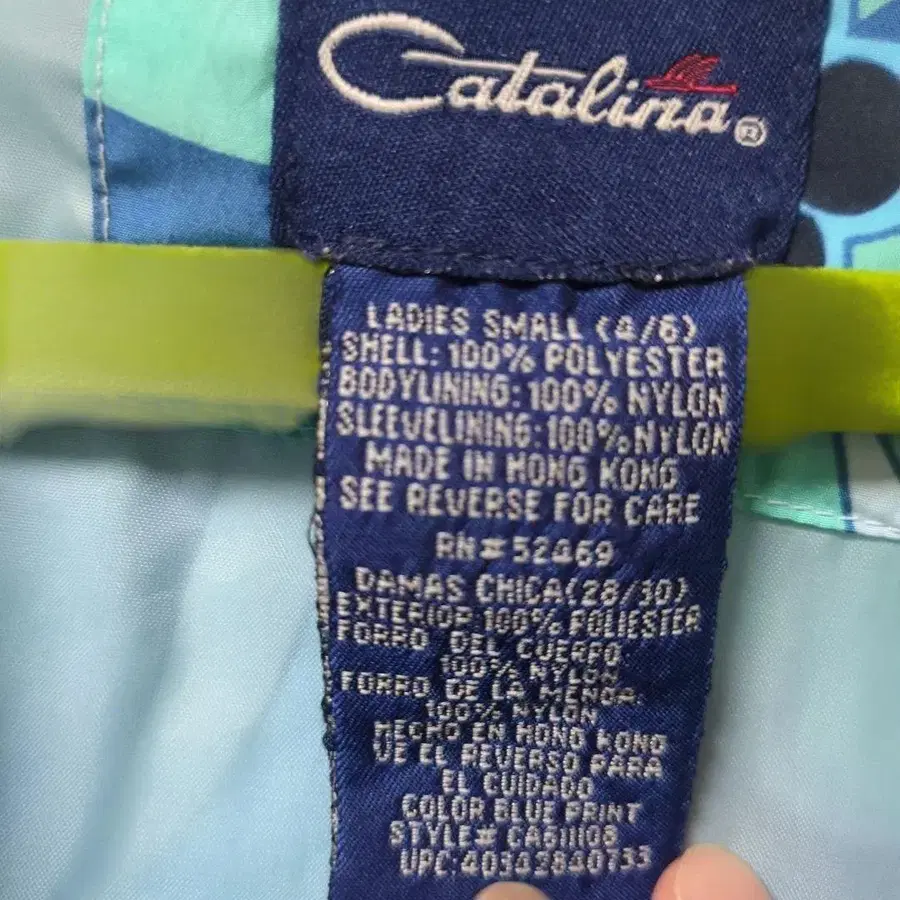 Catalina®
LADIES SMALL (4/6)
SHELL: 100% POLYESTER
BODYLINING: 100% NYLON
SLEEVELINING: 100% NYLON
MADE IN HONG KONG
SEE REVERSE FOR CARE
RN# 52469
DAMAS CHICA (28/30)
EXTERIOR 100% POLIESTER
FORRO DEL CUERPO
100% NYLON
FORRO DE LA MENGA
100% NYLON
HECHO EN HONG KONG
VE EL REVERSO PARA
EL CUIDADO
COLOR BLUE PRINT
STYLE# CA611108
UPC: 40342840733